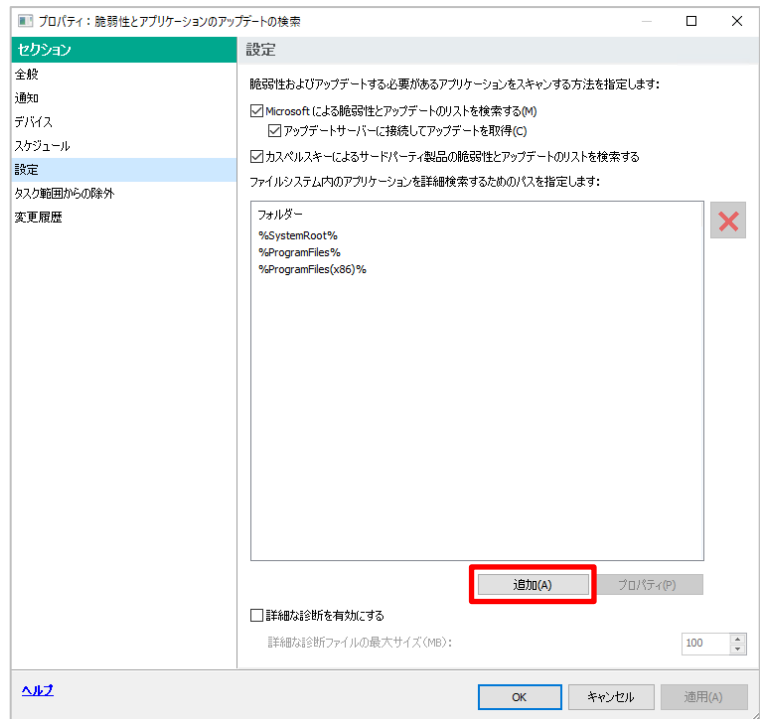 プロパティ：脆弱性とアプリケーションのアップデートの検索
セクション
全般
通知
デバイス
スケジュール
設定
タスク範囲からの除外
変更履歴
設定
脆弱性およびアップデートする必要があるアプリケーションをスキャンする方法を指定します：
Microsoft による脆弱性とアップデートのリストを検索する(M)
アップデートサーバーに接続してアップデートを取得(C)
カスペルスキーによるサードパーティ製品の脆弱性とアップデートのリストを検索する
ファイルシステム内のアプリケーションを詳細検索するためのパスを指定します：
フォルダー
%SystemRoot%
%ProgramFiles%
%ProgramFiles(x86)%
追加(A)
プロパティ(P)
詳細な診断を有効にする
詳細な診断ファイルの最大サイズ(MB)：
100
ヘルプ
OK
キャンセル
適用(A)